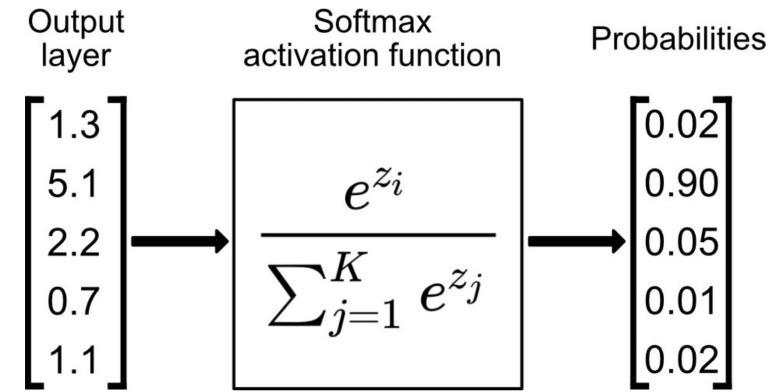 Output
layer
Softmax
activation function
Probabilities
1.3
5.1
2.2
0.7
1.1
e^{z_i}
∑_{j=1}^{K} e^{z_j}
0.02
0.90
0.05
0.01
0.02